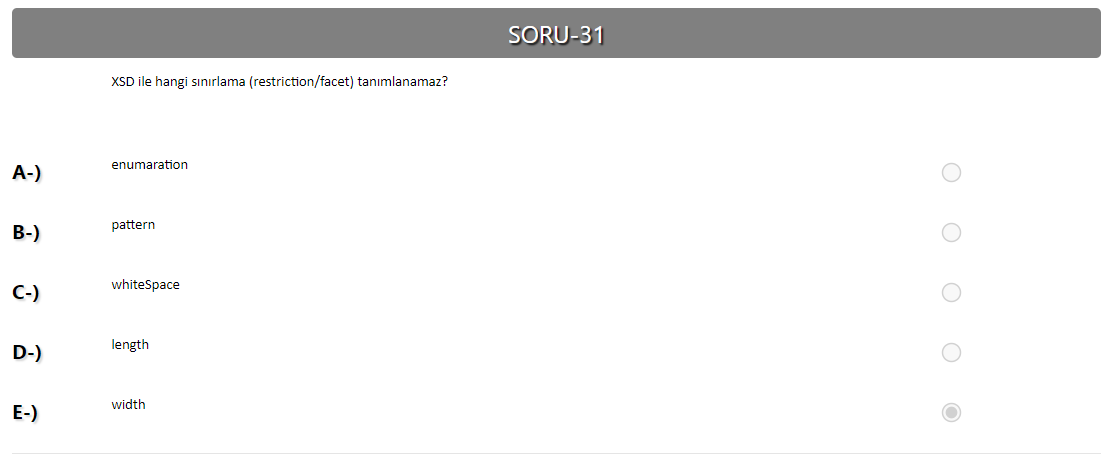 SORU-31
XSD ile hangi sınırlama (restriction/facet) tanımlanamaz?
A-) enumaration
B-) pattern
C-) whiteSpace
D-) length
E-) width